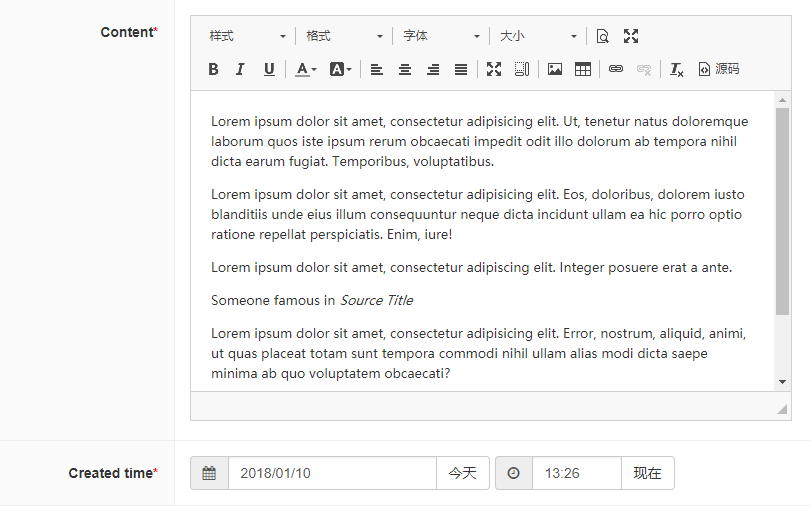 Content*
样式 格式 字体 大小
B I U A A Tx 源码
Lorem ipsum dolor sit amet, consectetur adipisicing elit. Ut, tenetur natus doloremque
laborum quos iste ipsum rerum obcaecati impedit odit illo dolorum ab tempora nihil
dicta earum fugiat. Temporibus, voluptatibus.
Lorem ipsum dolor sit amet, consectetur adipisicing elit. Eos, doloribus, dolorem iusto
blanditiis unde eius illum consequuntur neque dicta incidunt ullam ea hic porro optio
ratione repellat perspiciatis. Enim, iure!
Lorem ipsum dolor sit amet, consectetur adipiscing elit. Integer posuere erat a ante.
Someone famous in Source Title
Lorem ipsum dolor sit amet, consectetur adipisicing elit. Error, nostrum, aliquid, animi,
ut quas placeat totam sunt tempora commodi nihil ullam alias modi dicta saepe
minima ab quo voluptatem obcaecati?
Created time* 2018/01/10 今天 13:26 现在